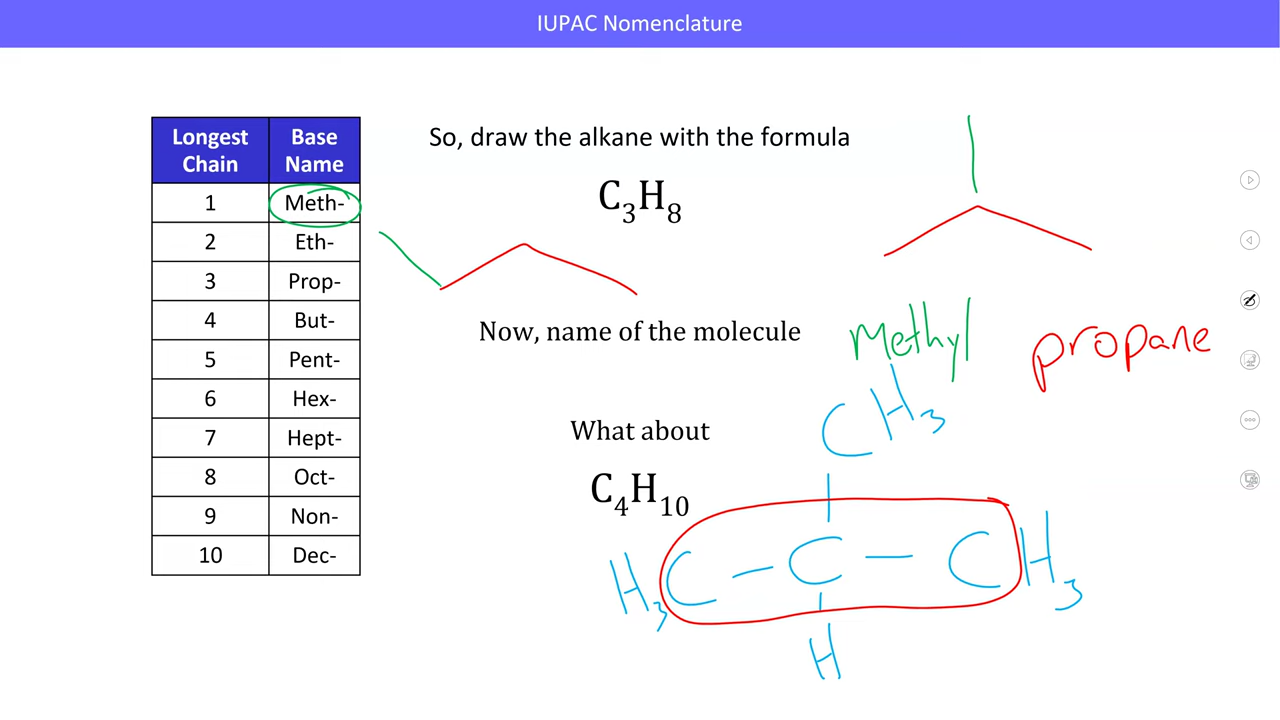 IUPAC Nomenclature
Longest Chain Base Name
1 Meth-
2 Eth-
3 Prop-
4 But-
5 Pent-
6 Hex-
7 Hept-
8 Oct-
9 Non-
10 Dec-
So, draw the alkane with the formula
C₃H₈
Now, name of the molecule
Methyl propane
What about
C₄H₁₀
CH₃
H₃C — C — CH₃
H